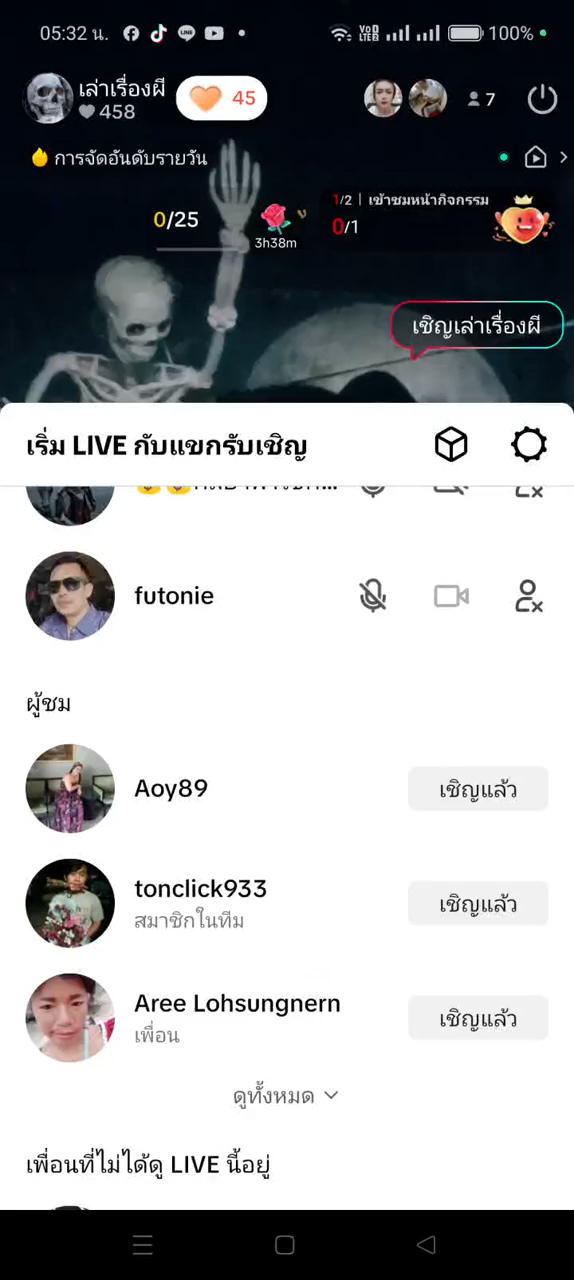 05:32 น.
VoD LTE2 100%
เล่าเรื่องผี
458
45
7
การจัดอันดับรายวัน
0/25
3h38m
1/2 | เข้าชมหน้ากิจกรรม
0/1
เชิญเล่าเรื่องผี
เริ่ม LIVE กับแขกรับเชิญ
futonie
ผู้ชม
Aoy89
เชิญแล้ว
tonclick933
สมาชิกในทีม
เชิญแล้ว
Aree Lohsungnern
เพื่อน
เชิญแล้ว
ดูทั้งหมด
เพื่อนที่ไม่ได้ดู LIVE นี้อยู่